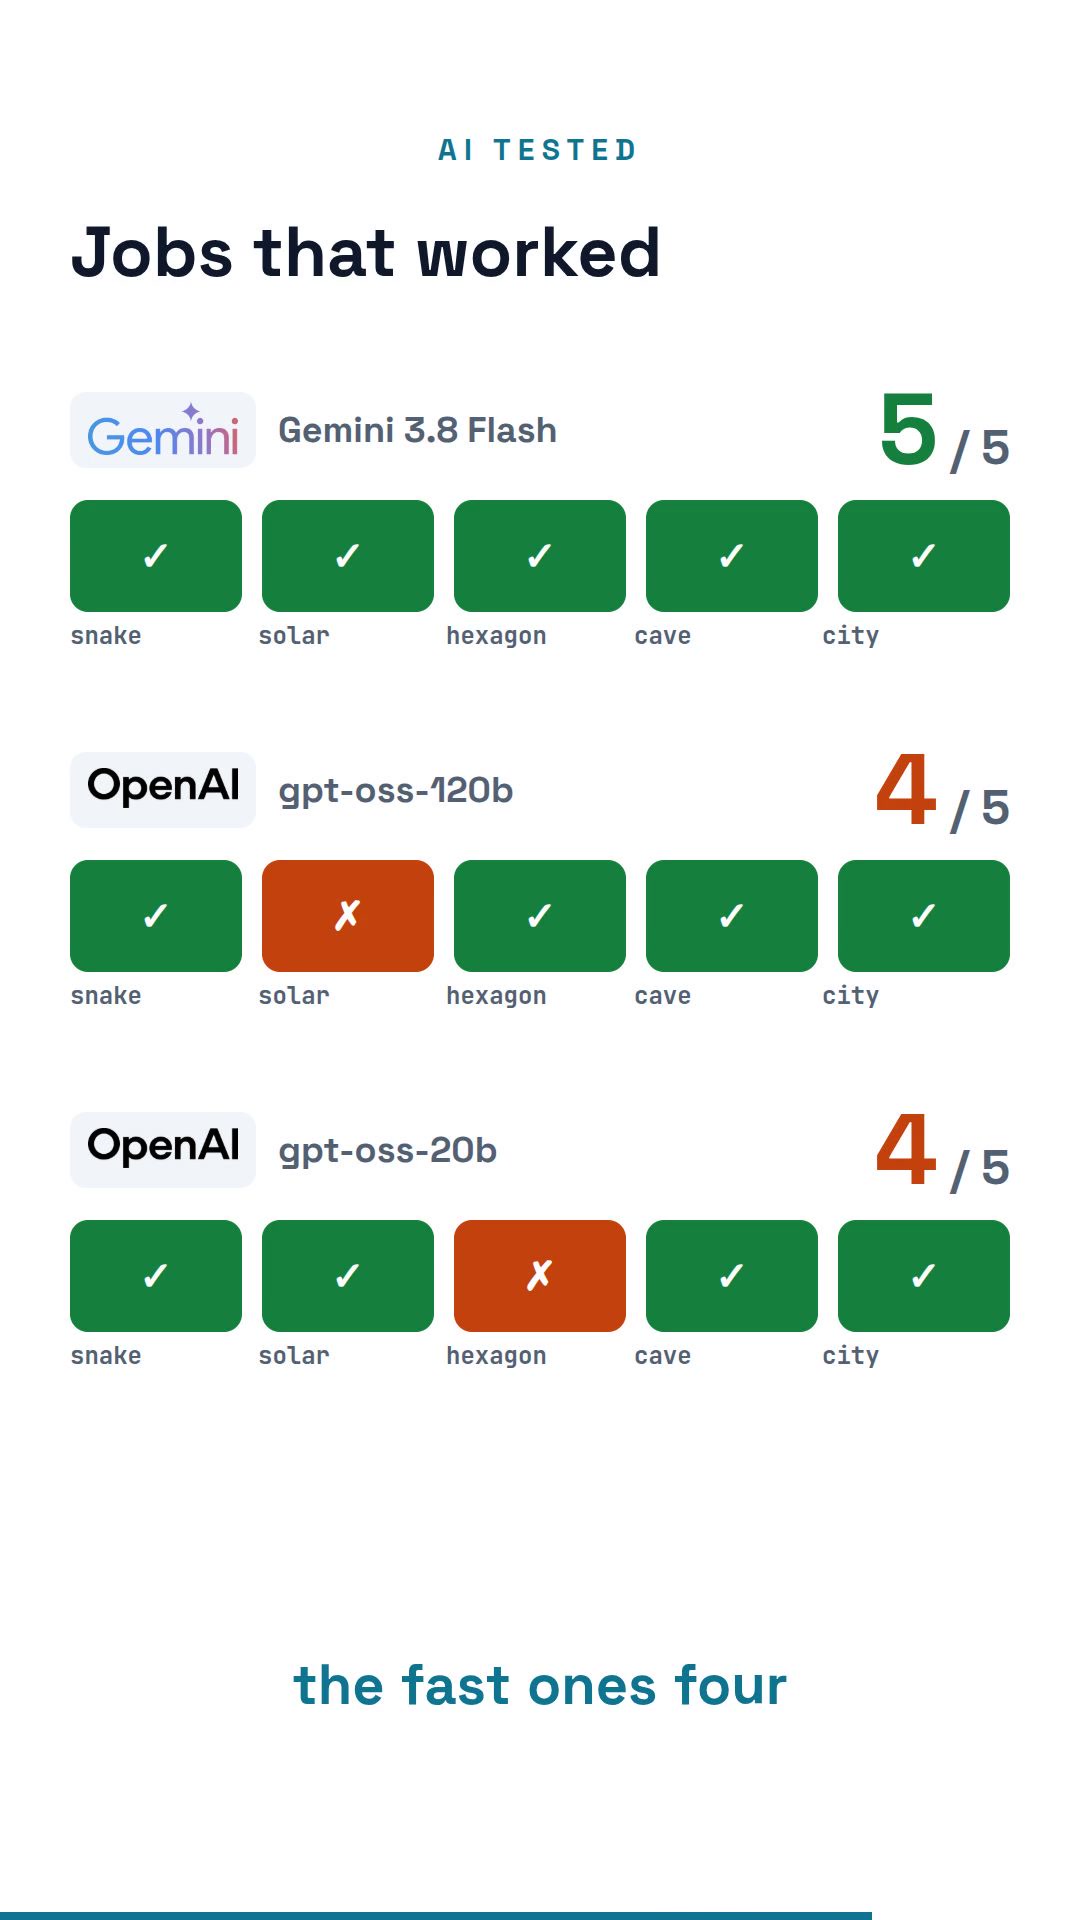 AI TESTED
Jobs that worked
Gemini Gemini 3.8 Flash 5 / 5
✓ ✓ ✓ ✓ ✓
snake solar hexagon cave city
OpenAI gpt-oss-120b 4 / 5
✓ ✗ ✓ ✓ ✓
snake solar hexagon cave city
OpenAI gpt-oss-20b 4 / 5
✓ ✓ ✗ ✓ ✓
snake solar hexagon cave city
the fast ones four